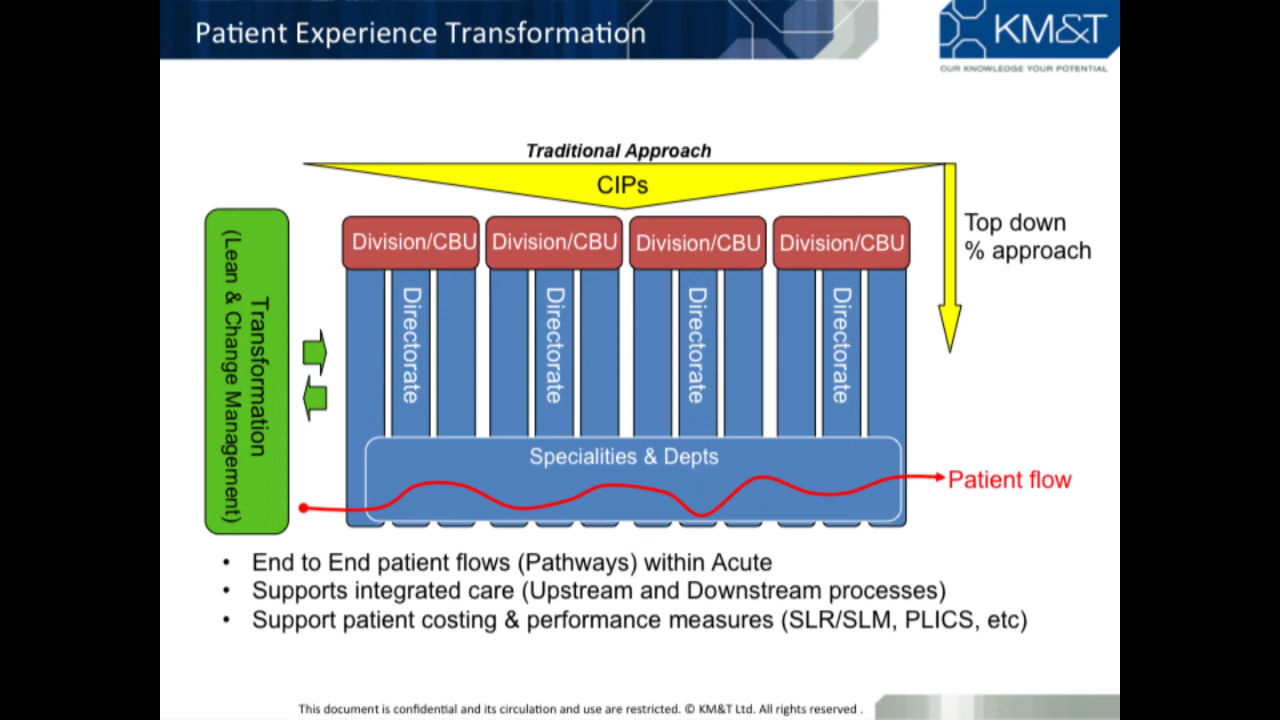 Patient Experience Transformation
KM&T
OUR KNOWLEDGE YOUR POTENTIAL
Traditional Approach
CIPs
Top down
% approach
Division/CBU
Division/CBU
Division/CBU
Division/CBU
Transformation
(Lean & Change Management)
Directorate
Directorate
Directorate
Directorate
Specialities & Depts
Patient flow
• End to End patient flows (Pathways) within Acute
• Supports integrated care (Upstream and Downstream processes)
• Support patient costing & performance measures (SLR/SLM, PLICS, etc)
This document is confidential and its circulation and use are restricted. © KM&T Ltd. All rights reserved .